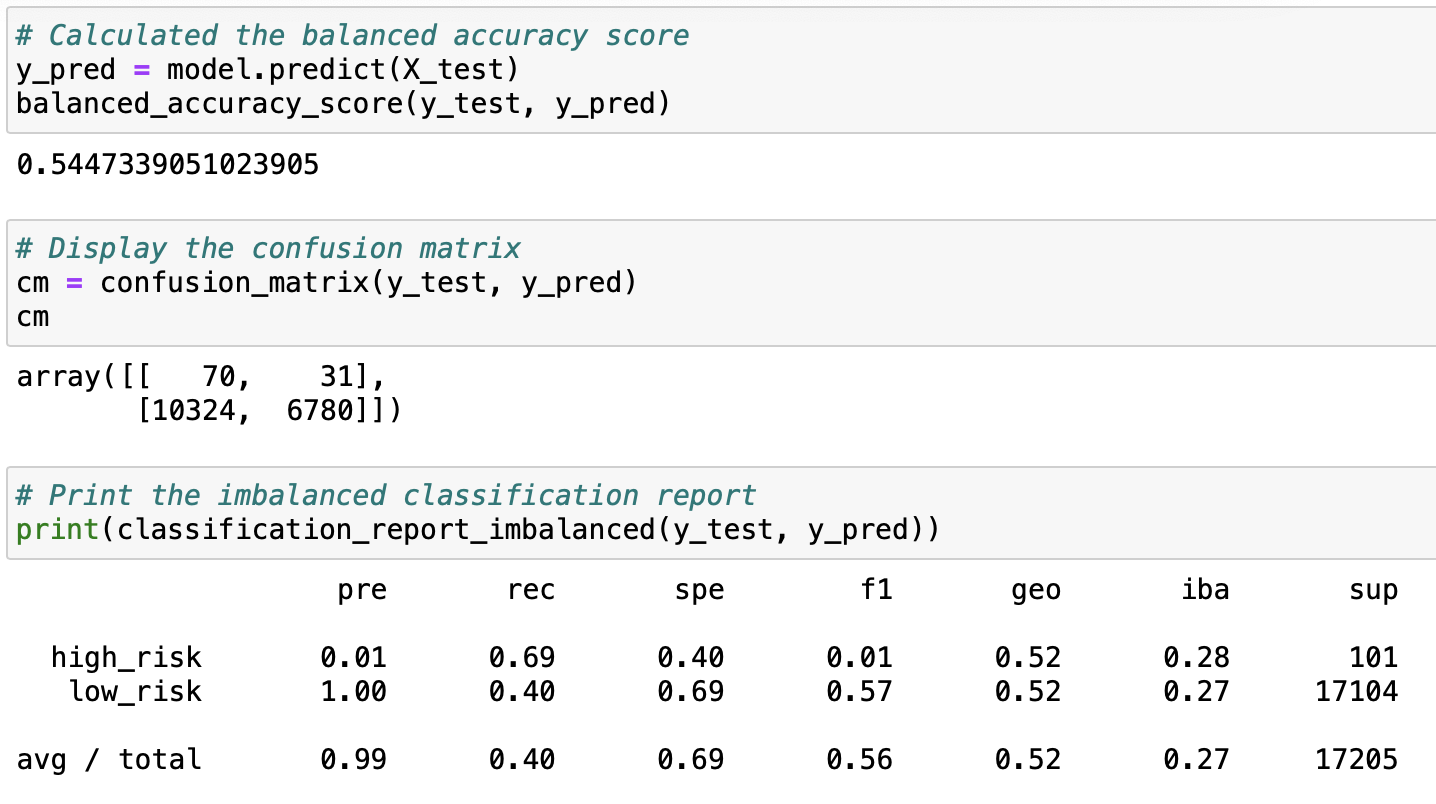 # Calculated the balanced accuracy score
y_pred = model.predict(X_test)
balanced_accuracy_score(y_test, y_pred)
0.5447339051023905
# Display the confusion matrix
cm = confusion_matrix(y_test, y_pred)
cm
array([[   70,    31],
       [10324,  6780]])
# Print the imbalanced classification report
print(classification_report_imbalanced(y_test, y_pred))
                   pre       rec       spe        f1       geo       iba       sup
  high_risk       0.01      0.69      0.40      0.01      0.52      0.28       101
   low_risk       1.00      0.40      0.69      0.57      0.52      0.27     17104
avg / total       0.99      0.40      0.69      0.56      0.52      0.27     17205